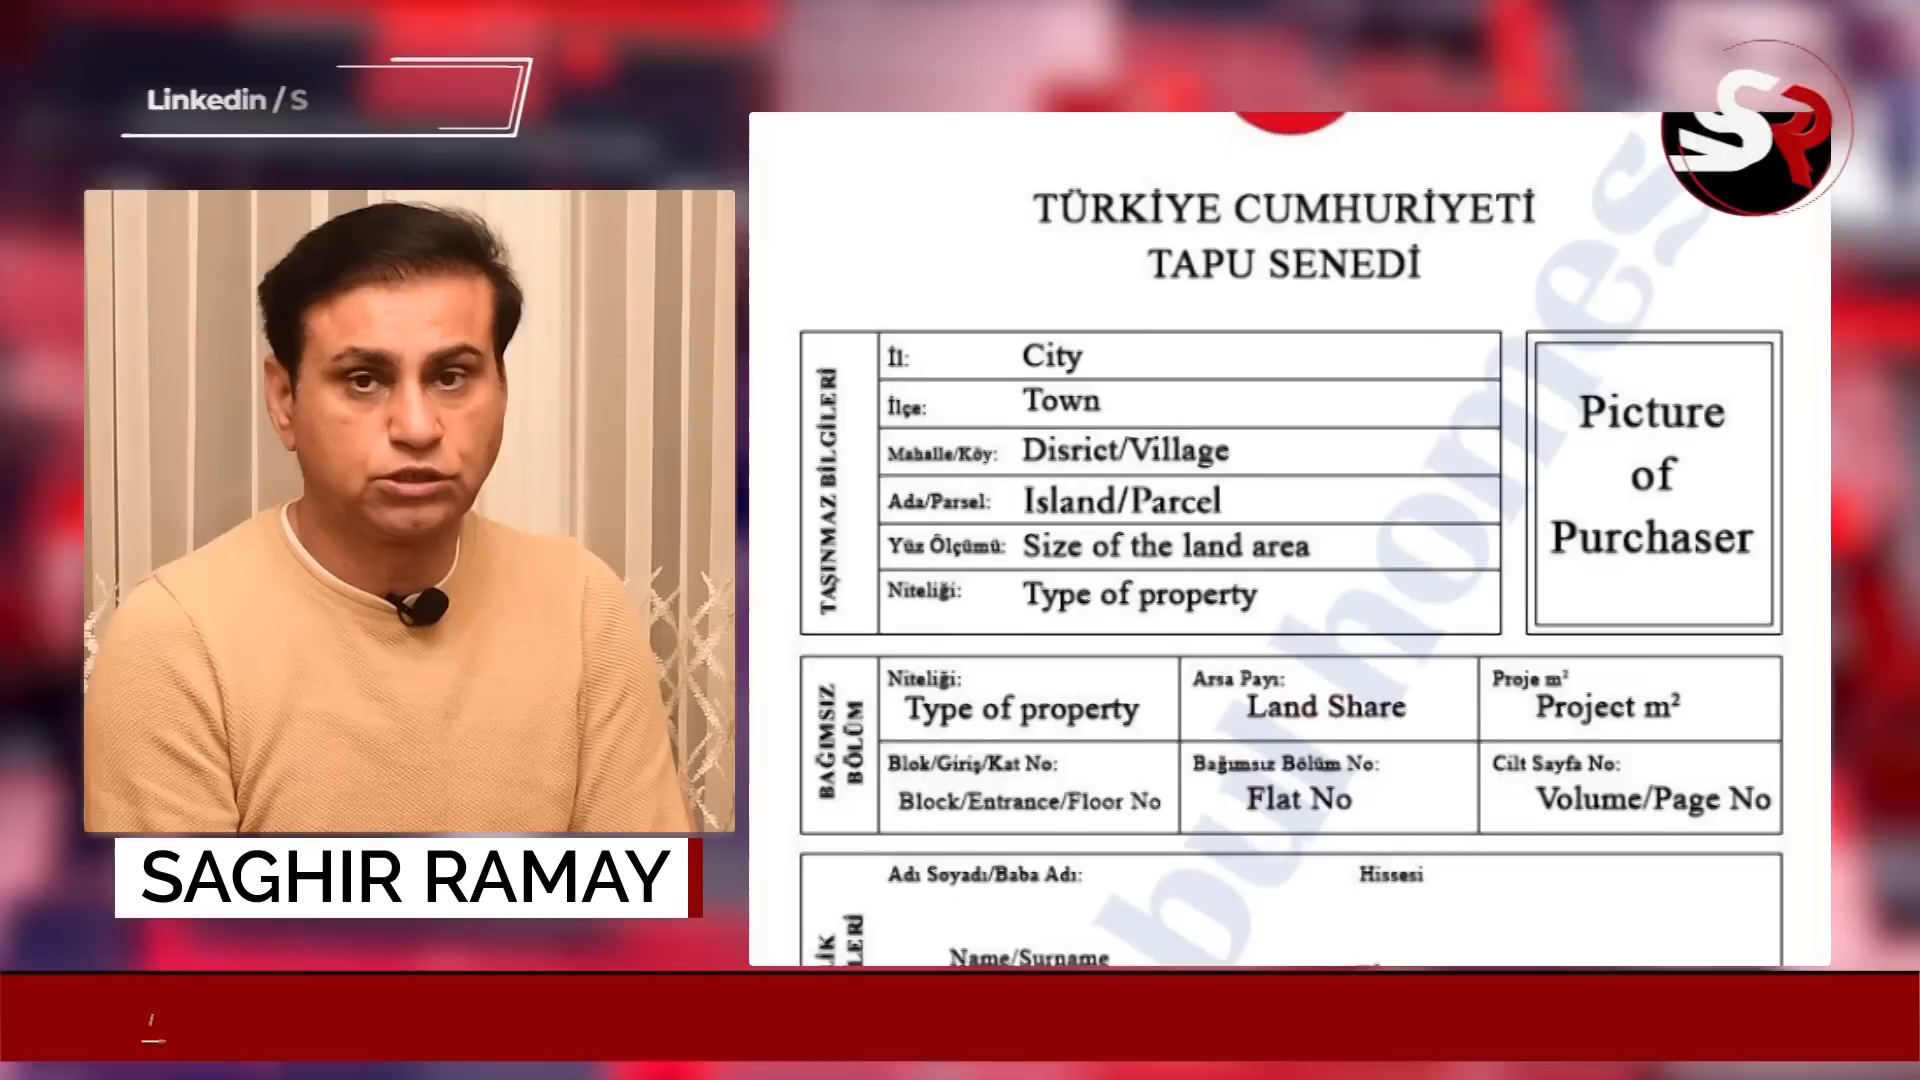 Linkedin / S
SR
SAGHIR RAMAY
TÜRKİYE CUMHURİYETİ
TAPU SENEDİ
TAŞINMAZ BİLGİLERİ
İl: City
İlçe: Town
Mahalle/Köy: Disrict/Village
Ada/Parsel: Island/Parcel
Yüz Ölçümü: Size of the land area
Niteliği: Type of property
Picture
of
Purchaser
BAĞIMSIZ
BÖLÜM
Niteliği:
Type of property
Arsa Payı:
Land Share
Proje m²
Project m²
Blok/Giriş/Kat No:
Block/Entrance/Floor No
Bağımsız Bölüm No:
Flat No
Cilt Sayfa No:
Volume/Page No
Adı Soyadı/Baba Adı:
Hissesi
Name/Surname
buy homes